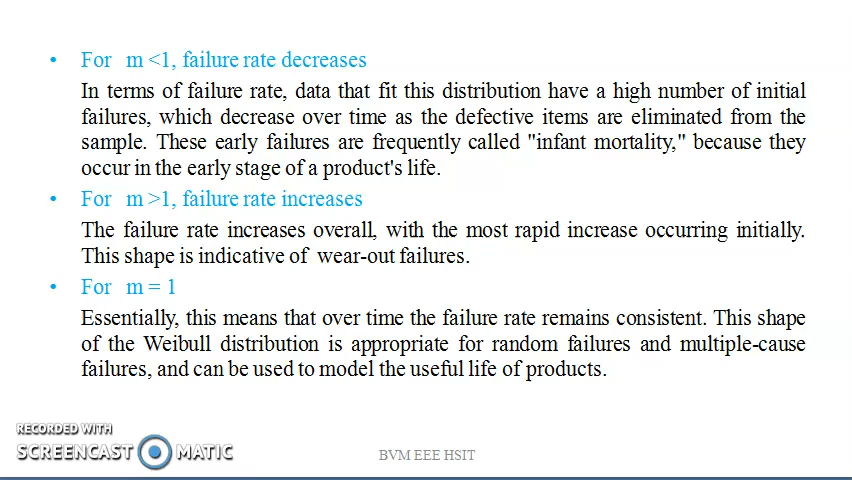 • For m <1, failure rate decreases
In terms of failure rate, data that fit this distribution have a high number of initial
failures, which decrease over time as the defective items are eliminated from the
sample. These early failures are frequently called "infant mortality," because they
occur in the early stage of a product's life.
• For m >1, failure rate increases
The failure rate increases overall, with the most rapid increase occurring initially.
This shape is indicative of wear-out failures.
• For m = 1
Essentially, this means that over time the failure rate remains consistent. This shape
of the Weibull distribution is appropriate for random failures and multiple-cause
failures, and can be used to model the useful life of products.
RECORDED WITH
SCREENCAST MATIC
BVM EEE HSIT